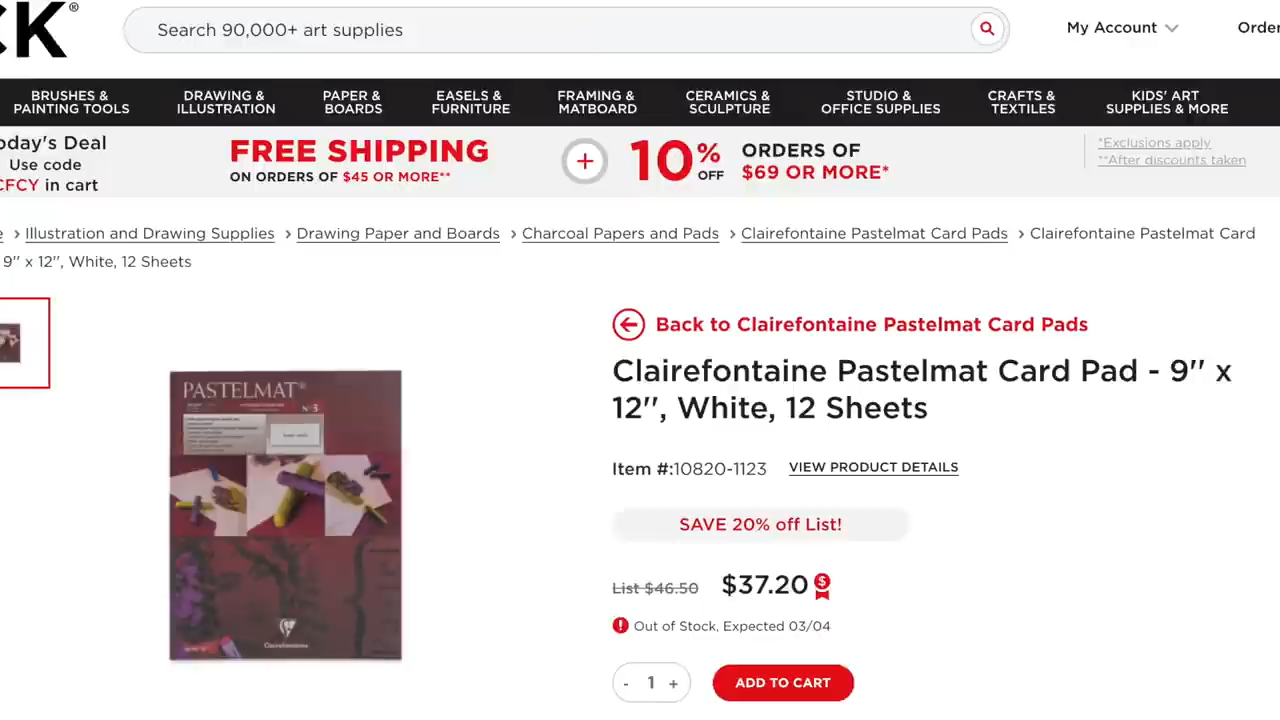 CK®
Search 90,000+ art supplies
My Account
BRUSHES &
PAINTING TOOLS
DRAWING &
ILLUSTRATION
PAPER &
BOARDS
EASELS &
FURNITURE
FRAMING &
MATBOARD
CERAMICS &
SCULPTURE
STUDIO &
OFFICE SUPPLIES
CRAFTS &
TEXTILES
KIDS' ART
SUPPLIES & MORE
oday's Deal
Use code
CFCY in cart
FREE SHIPPING
ON ORDERS OF $45 OR MORE**
+
10% OFF
ORDERS OF
$69 OR MORE*
*Exclusions apply
**After discounts taken
e > Illustration and Drawing Supplies > Drawing Paper and Boards > Charcoal Papers and Pads > Clairefontaine Pastelmat Card Pads > Clairefontaine Pastelmat Card
9'' x 12'', White, 12 Sheets
Back to Clairefontaine Pastelmat Card Pads
Clairefontaine Pastelmat Card Pad - 9'' x
12'', White, 12 Sheets
PASTELMAT®
N°3
Clairefontaine
Item #:10820-1123 VIEW PRODUCT DETAILS
SAVE 20% off List!
List $46.50 $37.20
Out of Stock, Expected 03/04
- 1 + ADD TO CART